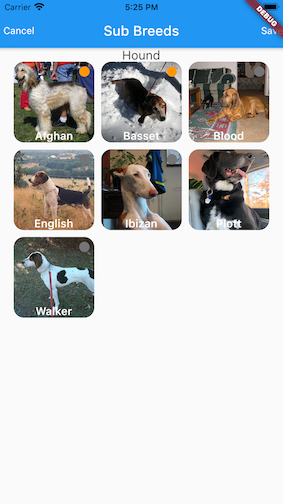 Carrier 5:25 PM
DEBUG
Cancel Sub Breeds Sav
Hound
Afghan Basset Blood
English Ibizan Plott
Walker